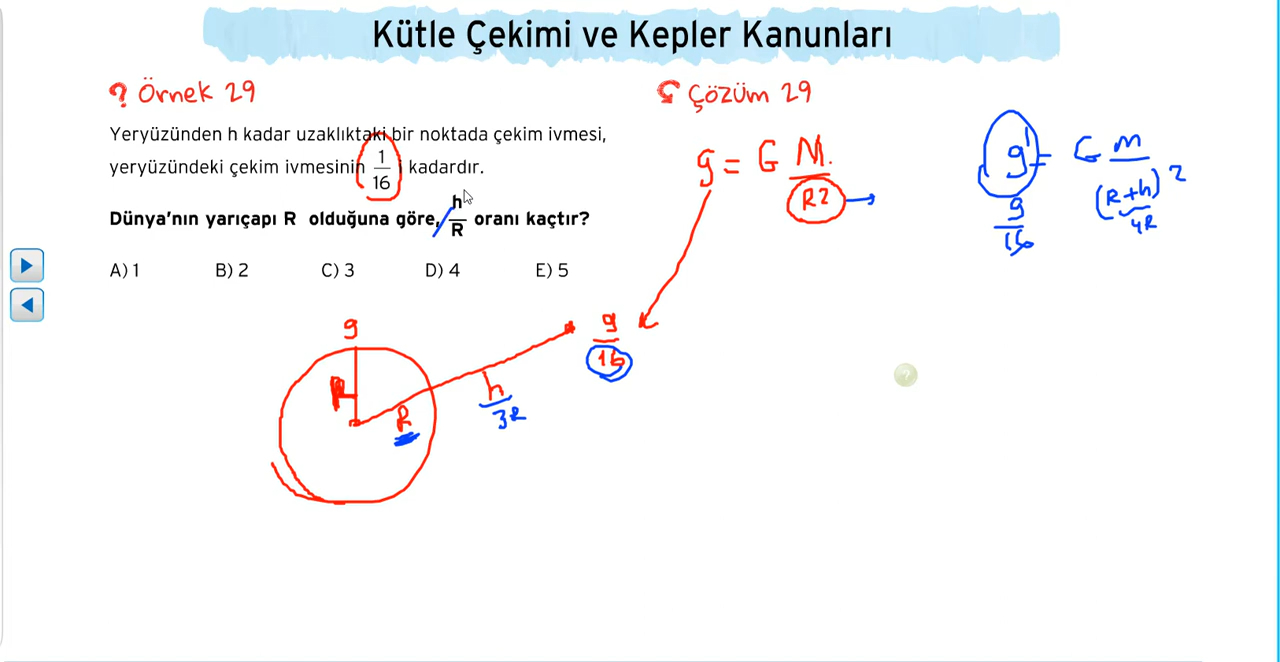 Kütle Çekimi ve Kepler Kanunları
? Örnek 29
Yeryüzünden h kadar uzaklıktaki bir noktada çekim ivmesi,
yeryüzündeki çekim ivmesinin 1/16 i kadardır.
Dünya'nın yarıçapı R olduğuna göre, h/R oranı kaçtır?
A) 1 B) 2 C) 3 D) 4 E) 5
g
R
R
h
3R
g
16
Çözüm 29
g = G M.
R2
g' = G m
(R+h)2
4R
g
16
?